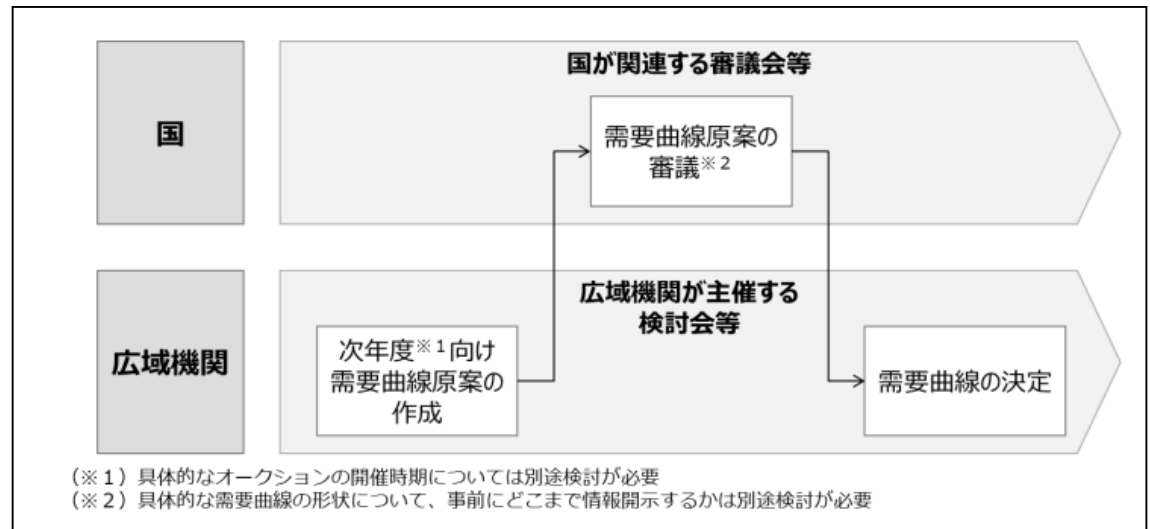 国
国が関連する審議会等
需要曲線原案の
審議※2
広域機関
広域機関が主催する
検討会等
次年度※1向け
需要曲線原案の
作成
需要曲線の決定
(※1)具体的なオークションの開催時期については別途検討が必要
(※2)具体的な需要曲線の形状について、事前にどこまで情報開示するかは別途検討が必要